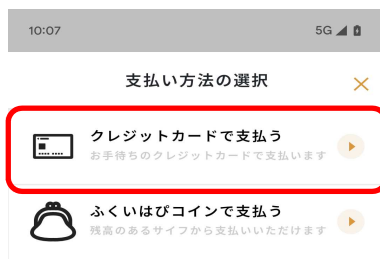 10:07 5G
支払い方法の選択
クレジットカードで支払う
お手待ちのクレジットカードで支払います
ふくいはぴコインで支払う
残高のあるサイフから支払いいただけます